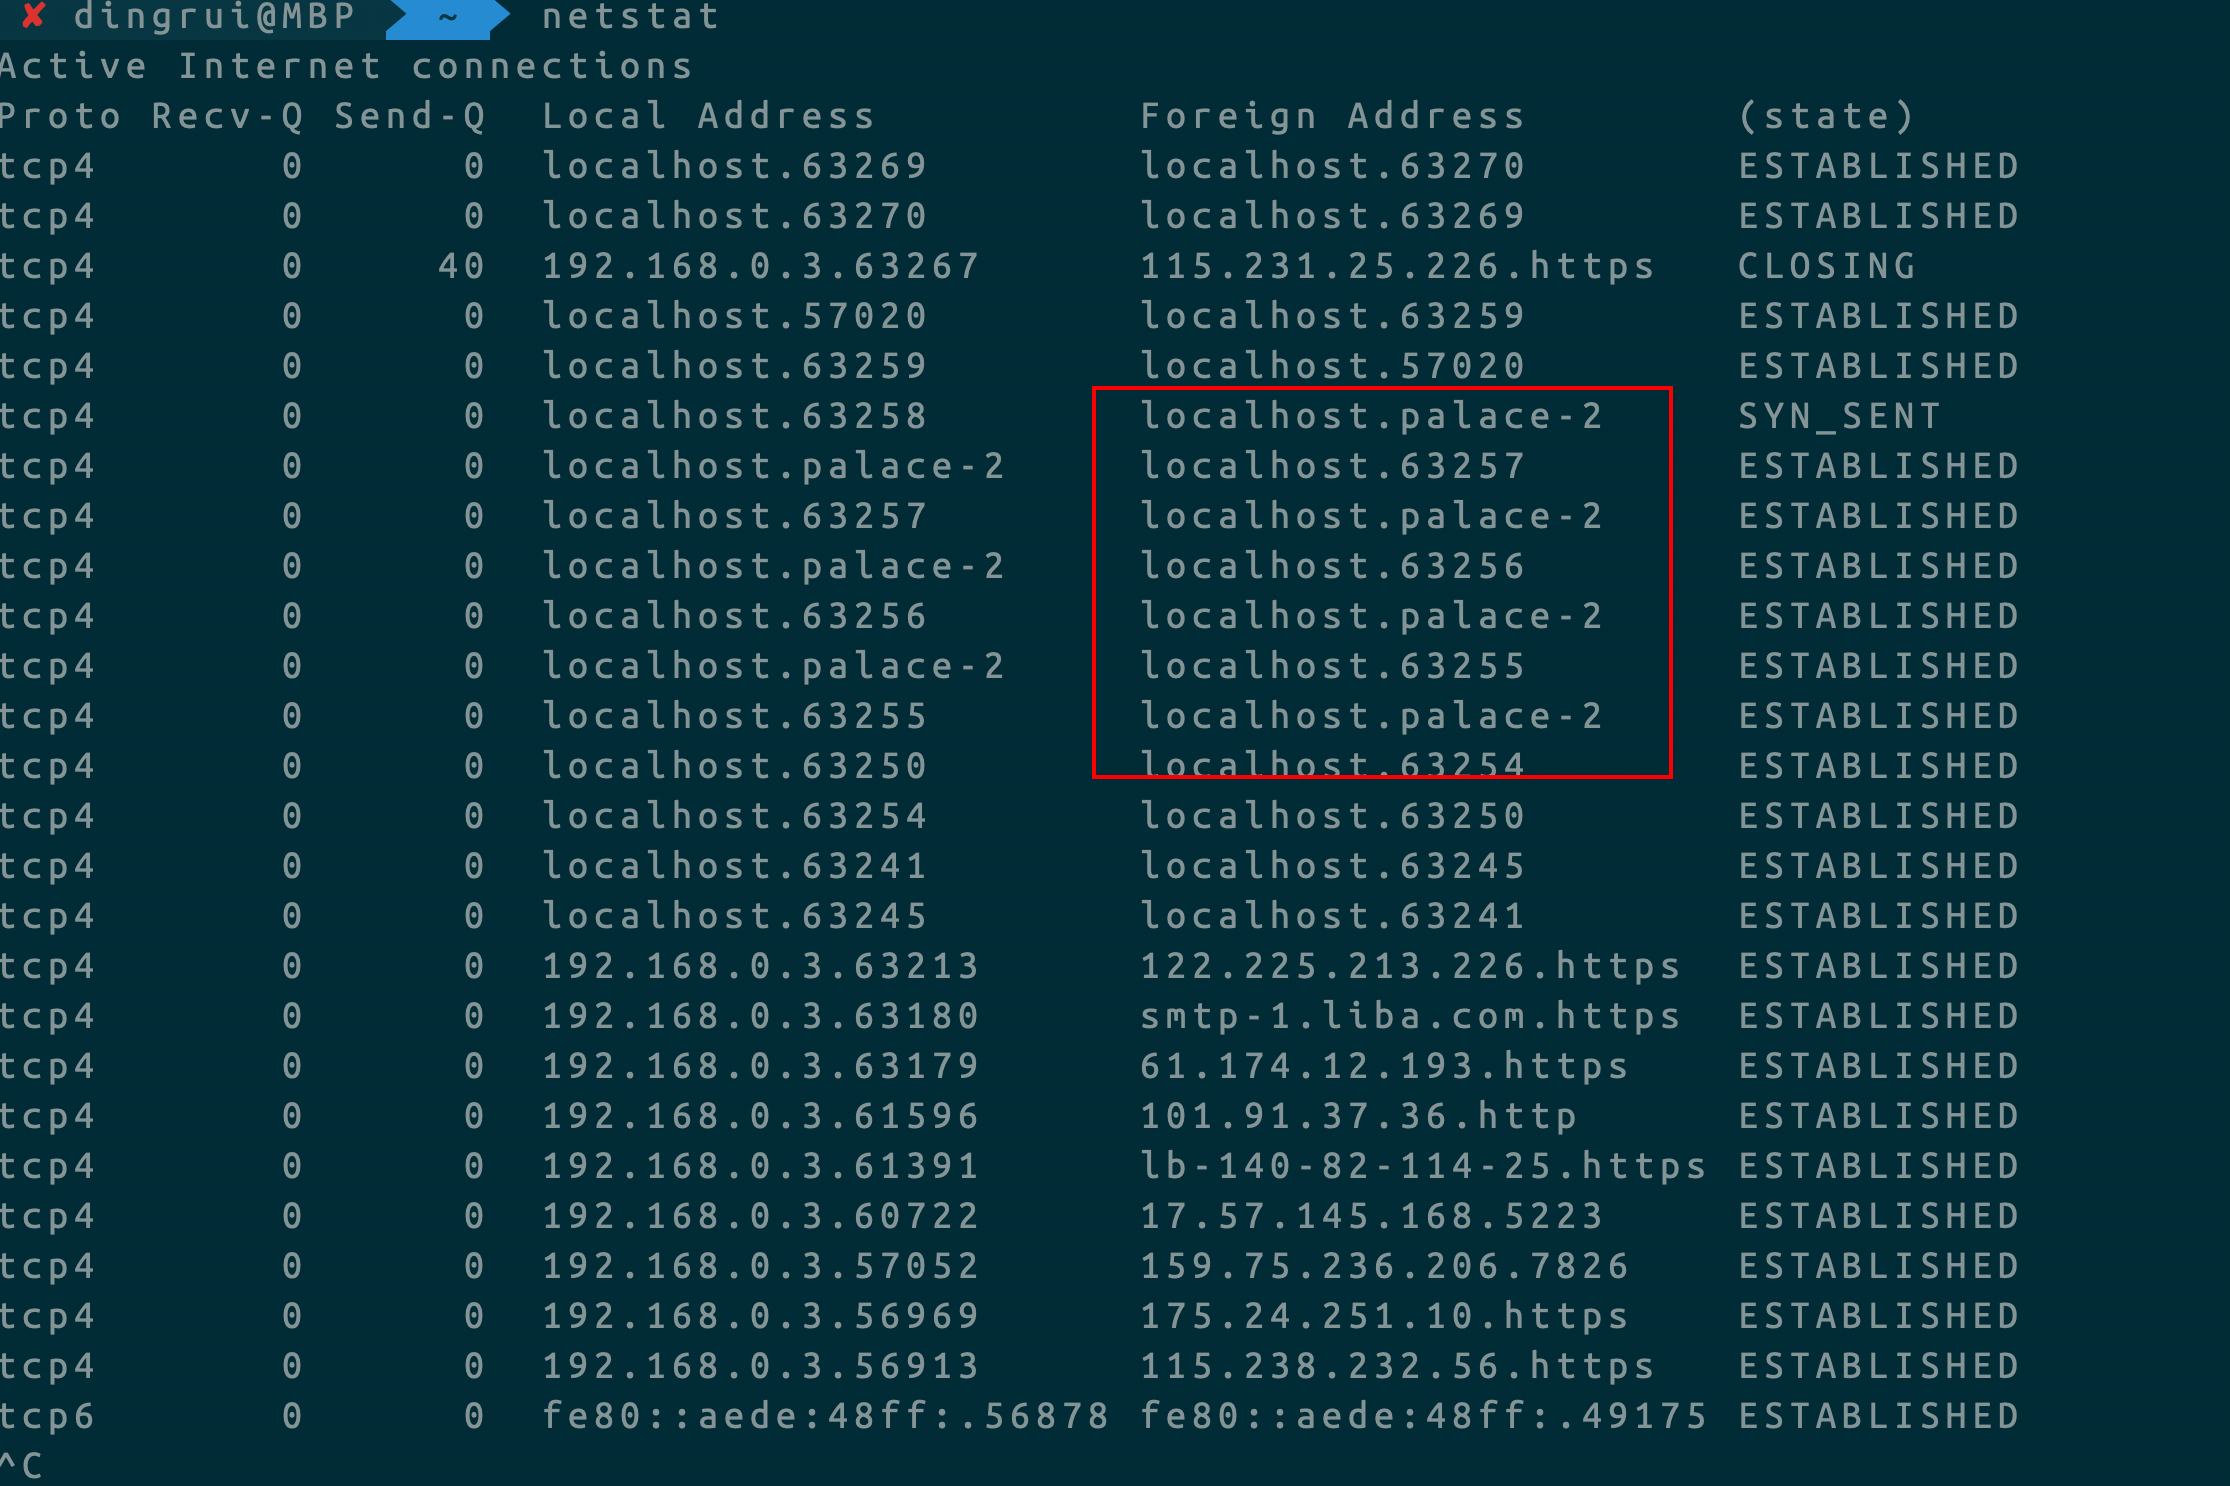 ✘ dingrui@MBP ~ netstat
Active Internet connections
Proto Recv-Q Send-Q Local Address Foreign Address (state)
tcp4 0 0 localhost.63269 localhost.63270 ESTABLISHED
tcp4 0 0 localhost.63270 localhost.63269 ESTABLISHED
tcp4 0 40 192.168.0.3.63267 115.231.25.226.https CLOSING
tcp4 0 0 localhost.57020 localhost.63259 ESTABLISHED
tcp4 0 0 localhost.63259 localhost.57020 ESTABLISHED
tcp4 0 0 localhost.63258 localhost.palace-2 SYN_SENT
tcp4 0 0 localhost.palace-2 localhost.63257 ESTABLISHED
tcp4 0 0 localhost.63257 localhost.palace-2 ESTABLISHED
tcp4 0 0 localhost.palace-2 localhost.63256 ESTABLISHED
tcp4 0 0 localhost.63256 localhost.palace-2 ESTABLISHED
tcp4 0 0 localhost.palace-2 localhost.63255 ESTABLISHED
tcp4 0 0 localhost.63255 localhost.palace-2 ESTABLISHED
tcp4 0 0 localhost.63250 localhost.63254 ESTABLISHED
tcp4 0 0 localhost.63254 localhost.63250 ESTABLISHED
tcp4 0 0 localhost.63241 localhost.63245 ESTABLISHED
tcp4 0 0 localhost.63245 localhost.63241 ESTABLISHED
tcp4 0 0 192.168.0.3.63213 122.225.213.226.https ESTABLISHED
tcp4 0 0 192.168.0.3.63180 smtp-1.liba.com.https ESTABLISHED
tcp4 0 0 192.168.0.3.63179 61.174.12.193.https ESTABLISHED
tcp4 0 0 192.168.0.3.61596 101.91.37.36.http ESTABLISHED
tcp4 0 0 192.168.0.3.61391 lb-140-82-114-25.https ESTABLISHED
tcp4 0 0 192.168.0.3.60722 17.57.145.168.5223 ESTABLISHED
tcp4 0 0 192.168.0.3.57052 159.75.236.206.7826 ESTABLISHED
tcp4 0 0 192.168.0.3.56969 175.24.251.10.https ESTABLISHED
tcp4 0 0 192.168.0.3.56913 115.238.232.56.https ESTABLISHED
tcp6 0 0 fe80::aede:48ff:.56878 fe80::aede:48ff:.49175 ESTABLISHED
^C